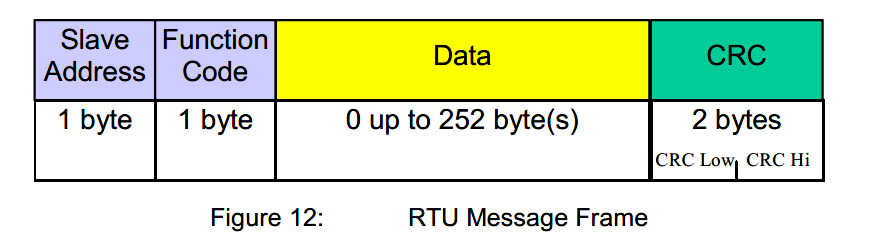 Slave Address
Function Code
Data
CRC
1 byte
1 byte
0 up to 252 byte(s)
2 bytes
CRC Low
CRC Hi
Figure 12: RTU Message Frame